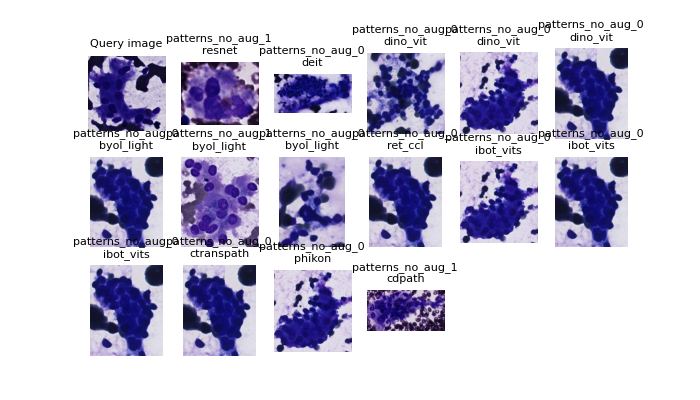 Query image
patterns_no_aug_1
resnet
patterns_no_aug_0
deit
patterns_no_aug_0
dino_vit
patterns_no_aug_0
dino_vit
patterns_no_aug_0
dino_vit
patterns_no_aug_0
byol_light
patterns_no_aug_1
byol_light
patterns_no_aug_0
byol_light
patterns_no_aug_0
ret_ccl
patterns_no_aug_0
ibot_vits
patterns_no_aug_0
ibot_vits
patterns_no_aug_0
ibot_vits
patterns_no_aug_0
ctranspath
patterns_no_aug_0
phikon
patterns_no_aug_1
cdpath